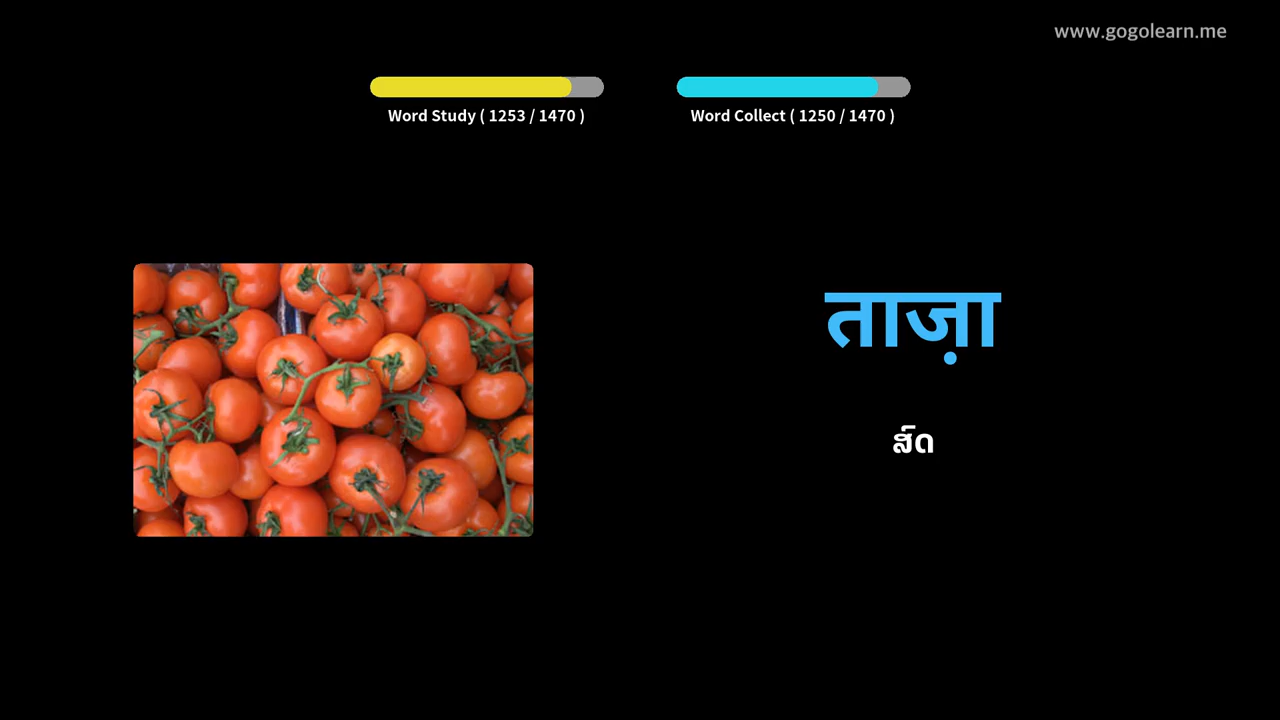 www.gogolearn.me
Word Study ( 1253 / 1470 )
Word Collect ( 1250 / 1470 )
ताज़ा
ສົດ